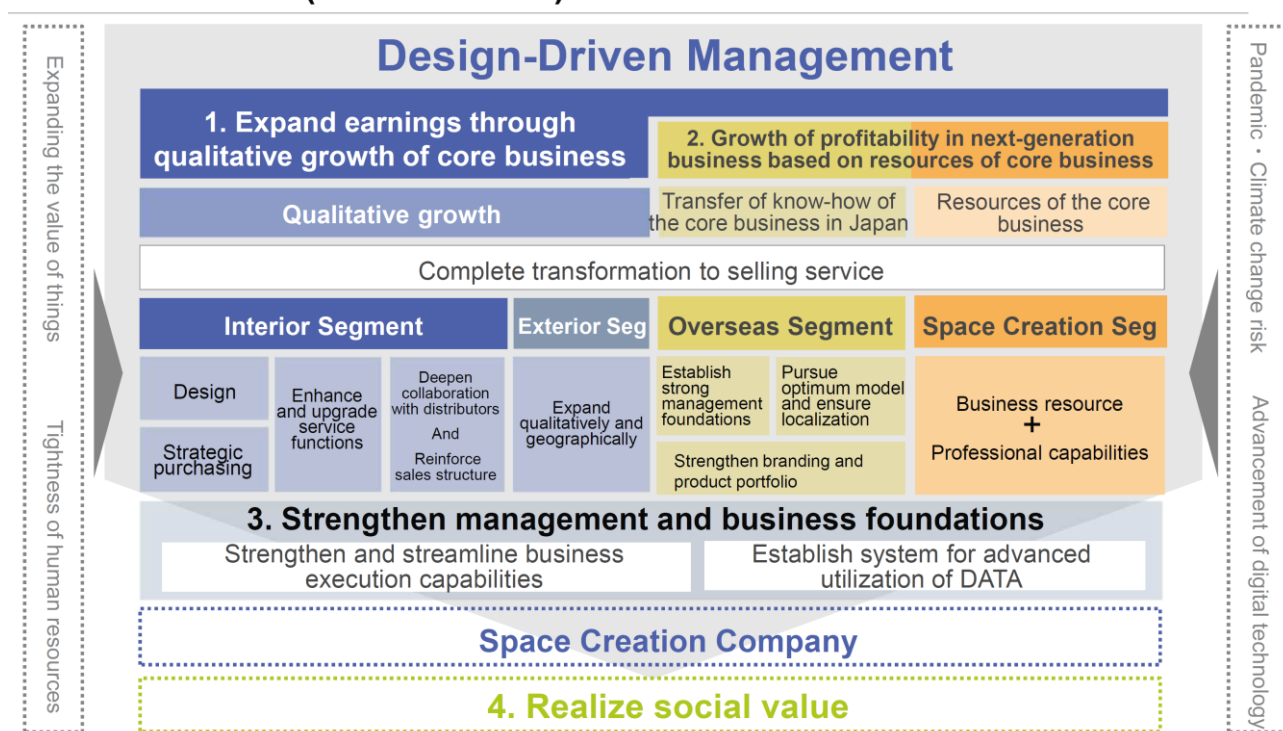 Design-Driven Management
Expanding the value of things
Tightness of human resources
Pandemic・Climate change risk
Advancement of digital technology
1. Expand earnings through
qualitative growth of core business
2. Growth of profitability in next-generation
business based on resources of core business
Qualitative growth
Transfer of know-how of
the core business in Japan
Resources of the core
business
Complete transformation to selling service
Interior Segment
Exterior Seg
Overseas Segment
Space Creation Seg
Design
Strategic
purchasing
Enhance
and upgrade
service
functions
Deepen
collaboration
with distributors
And
Reinforce
sales structure
Expand
qualitatively and
geographically
Establish
strong
management
foundations
Pursue
optimum model
and ensure
localization
Strengthen branding and
product portfolio
Business resource
+
Professional capabilities
3. Strengthen management and business foundations
Strengthen and streamline business
execution capabilities
Establish system for advanced
utilization of DATA
Space Creation Company
4. Realize social value